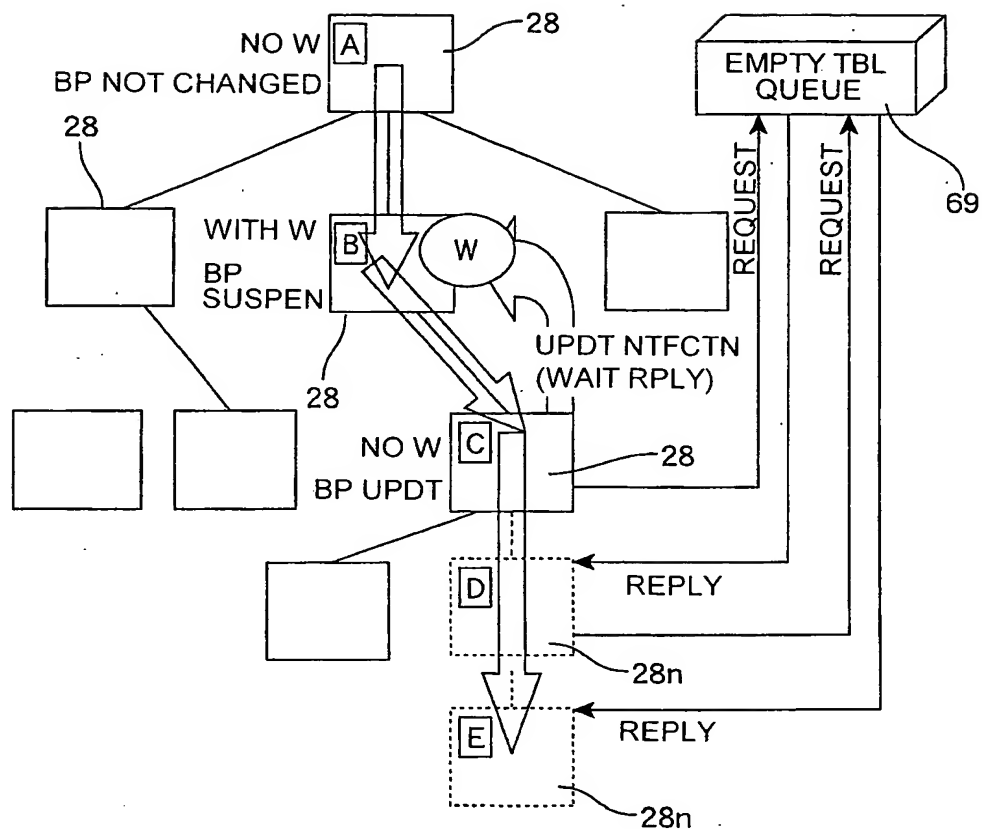 28
NO W
A
BP NOT CHANGED
EMPTY TBL
QUEUE
28
69
REQUEST
REQUEST
WITH W
B
W
BP
SUSPEN
28
UPDT NTFCTN
(WAIT RPLY)
NO W
C
28
BP UPDT
D
REPLY
28n
E
REPLY
28n